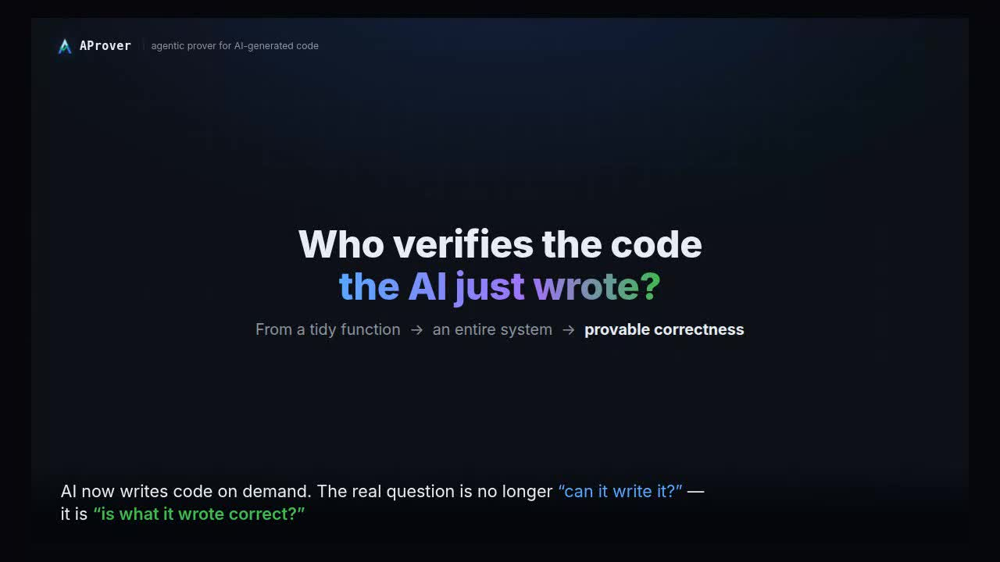 AProver | agentic prover for AI-generated code
Who verifies the code
the AI just wrote?
From a tidy function → an entire system → provable correctness
AI now writes code on demand. The real question is no longer “can it write it?” —
it is “is what it wrote correct?”